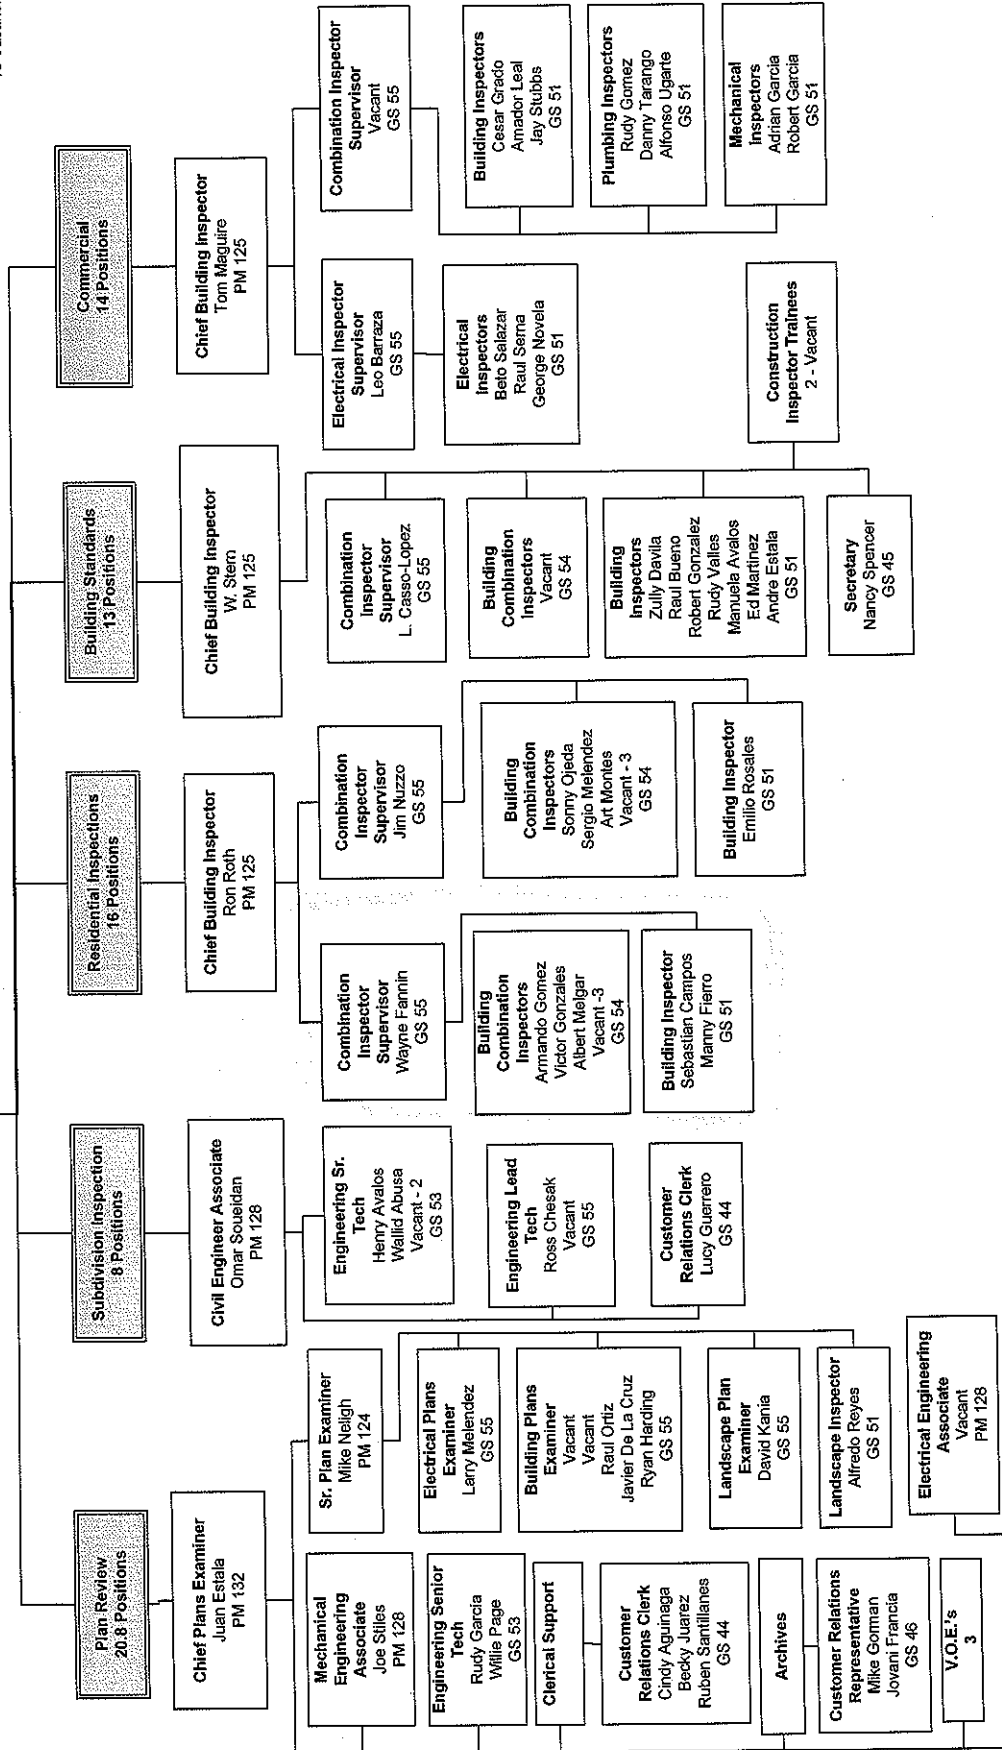 Plan Review
20.8 Positions
Chief Plans Examiner
Juan Estala
PM 132
Mechanical
Engineering
Associate
Joe Stiles
PM 128
Engineering Senior
Tech
Rudy Garcia
Willie Page
GS 53
Clerical Support
Customer
Relations Clerk
Cindy Aguinaga
Becky Juarez
Ruben Santillanes
GS 44
Archives
Customer Relations
Representative
Mike Gorman
Jovani Francia
GS 46
V.O.E.'s
3
Sr. Plan Examiner
Mike Neligh
PM 124
Electrical Plans
Examiner
Larry Melendez
GS 55
Building Plans
Examiner
Vacant
Vacant
Raul Ortiz
Javier De La Cruz
Ryan Harding
GS 55
Landscape Plan
Examiner
David Kania
GS 55
Landscape Inspector
Alfredo Reyes
GS 51
Electrical Engineering
Associate
Vacant
PM 128
Subdivision Inspection
8 Positions
Civil Engineer Associate
Omar Soueidan
PM 128
Engineering Sr.
Tech
Henry Avalos
Wallid Abusa
Vacant - 2
GS 53
Engineering Lead
Tech
Ross Chesak
Vacant
GS 55
Customer
Relations Clerk
Lucy Guerrero
GS 44
Residential Inspections
16 Positions
Chief Building Inspector
Ron Roth
PM 125
Combination
Inspector
Supervisor
Wayne Fannin
GS 55
Building
Combination
Inspectors
Armando Gomez
Victor Gonzales
Albert Melgar
Vacant -3
GS 54
Building Inspector
Sebastian Campos
Manny Fierro
GS 51
Combination
Inspector
Supervisor
Jim Nuzzo
GS 55
Building
Combination
Inspectors
Sonny Ojeda
Sergio Melendez
Art Montes
Vacant - 3
GS 54
Building Inspector
Emilio Rosales
GS 51
Building Standards
13 Positions
Chief Building Inspector
W. Stern
PM 125
Combination
Inspector
Supervisor
L. Casso-Lopez
GS 55
Building
Combination
Inspectors
Vacant
GS 54
Building
Inspectors
Zully Davila
Raul Bueno
Robert Gonzalez
Rudy Valles
Manuela Avalos
Ed Martinez
Andre Estala
GS 51
Secretary
Nancy Spencer
GS 45
Construction
Inspector Trainees
2 - Vacant
Commercial
14 Positions
Chief Building Inspector
Tom Maguire
PM 125
Electrical Inspector
Supervisor
Leo Barraza
GS 55
Electrical
Inspectors
Beto Salazar
Raul Serna
George Novela
GS 51
Combination Inspector
Supervisor
Vacant
GS 55
Building Inspectors
Cesar Grado
Amador Leal
Jay Stubbs
GS 51
Plumbing Inspectors
Rudy Gomez
Danny Tarango
Alfonso Ugarte
GS 51
Mechanical
Inspectors
Adrian Garcia
Robert Garcia
GS 51